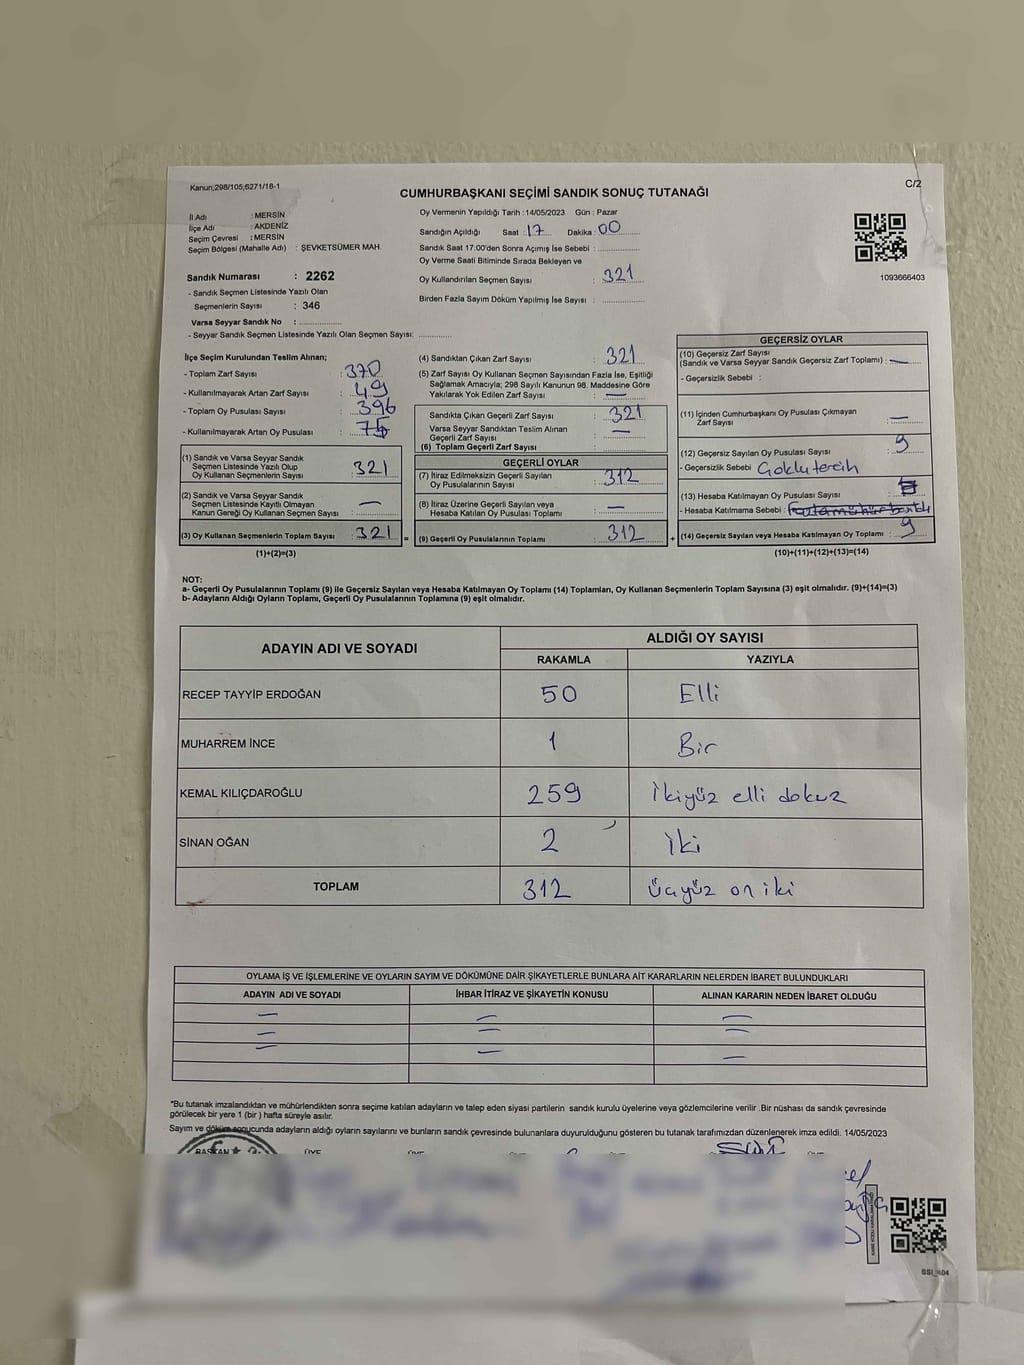 Kanun;298/105,6271/18-1
C/2
CUMHURBAŞKANI SEÇİMİ SANDIK SONUÇ TUTANAĞI
İl Adı : MERSİN
İlçe Adı : AKDENİZ
Seçim Çevresi : MERSİN
Seçim Bölgesi (Mahalle Adı) : ŞEVKETSÜMER MAH.
Sandık Numarası : 2262
- Sandık Seçmen Listesinde Yazılı Olan
Seçmenlerin Sayısı : 346
Varsa Seyyar Sandık No :
- Seyyar Sandık Seçmen Listesinde Yazılı Olan Seçmen Sayısı:
Oy Vermenin Yapıldığı Tarih :14/05/2023 Gün : Pazar
Sandığın Açıldığı Saat : 17 Dakika : 00
Sandık Saat 17:00'den Sonra Açımış İse Sebebi :
Oy Verme Saati Bitiminde Sırada Bekleyen ve
Oy Kullandırılan Seçmen Sayısı : 321
Birden Fazla Sayım Döküm Yapılmış İse Sayısı :
1093666403
İlçe Seçim Kurulundan Teslim Alınan;
- Toplam Zarf Sayısı : 370
- Kullanılmayarak Artan Zarf Sayısı : 49
- Toplam Oy Pusulası Sayısı : 396
- Kullanılmayarak Artan Oy Pusulası : 75
(1) Sandık ve Varsa Seyyar Sandık
Seçmen Listesinde Yazılı Olup
Oy Kullanan Seçmenlerin Sayısı : 321
(2) Sandık ve Varsa Seyyar Sandık
Seçmen Listesinde Kayıtlı Olmayan
Kanun Gereği Oy Kullanan Seçmen Sayısı : —
(3) Oy Kullanan Seçmenlerin Toplam Sayısı : 321 =
(1)+(2)=(3)
(4) Sandıktan Çıkan Zarf Sayısı : 321
(5) Zarf Sayısı Oy Kullanan Seçmen Sayısından Fazla İse, Eşitliği
Sağlamak Amacıyla; 298 Sayılı Kanunun 98. Maddesine Göre
Yakılarak Yok Edilen Zarf Sayısı : —
Sandıkta Çıkan Geçerli Zarf Sayısı : 321
Varsa Seyyar Sandıktan Teslim Alınan
Geçerli Zarf Sayısı : —
(6) Toplam Geçerli Zarf Sayısı :
GEÇERLİ OYLAR
(7) İtiraz Edilmeksizin Geçerli Sayılan
Oy Pusulalarının Sayısı : 312
(8) İtiraz Üzerine Geçerli Sayılan veya
Hesaba Katılan Oy Pusulası Toplamı : —
(9) Geçerli Oy Pusulalarının Toplamı : 312 +
GEÇERSİZ OYLAR
(10) Geçersiz Zarf Sayısı
(Sandık ve Varsa Seyyar Sandık Geçersiz Zarf Toplamı) : —
- Geçersizlik Sebebi :
(11) İçinden Cumhurbaşkanı Oy Pusulası Çıkmayan
Zarf Sayısı : —
(12) Geçersiz Sayılan Oy Pusulası Sayısı : 9
- Geçersizlik Sebebi : Çoklu tercih
(13) Hesaba Katılmayan Oy Pusulası Sayısı :
- Hesaba Katılmama Sebebi :
(14) Geçersiz Sayılan veya Hesaba Katılmayan Oy Toplamı : 9
(10)+(11)+(12)+(13)=(14)
NOT:
a- Geçerli Oy Pusulalarının Toplamı (9) ile Geçersiz Sayılan veya Hesaba Katılmayan Oy Toplamı (14) Toplamları, Oy Kullanan Seçmenlerin Toplam Sayısına (3) eşit olmalıdır. (9)+(14)=(3)
b- Adayların Aldığı Oyların Toplamı, Geçerli Oy Pusulalarının Toplamına (9) eşit olmalıdır.
ADAYIN ADI VE SOYADI ALDIĞI OY SAYISI
RAKAMLA YAZIYLA
RECEP TAYYİP ERDOĞAN 50 Elli
MUHARREM İNCE 1 Bir
KEMAL KILIÇDAROĞLU 259 İkiyüz elli dokuz
SİNAN OĞAN 2 İki
TOPLAM 312 Üçyüz on iki
OYLAMA İŞ VE İŞLEMLERİNE VE OYLARIN SAYIM VE DÖKÜMÜNE DAİR ŞİKAYETLERLE BUNLARA AİT KARARLARIN NELERDEN İBARET BULUNDUKLARI
ADAYIN ADI VE SOYADI İHBAR İTİRAZ VE ŞİKAYETİN KONUSU ALINAN KARARIN NEDEN İBARET OLDUĞU
"Bu tutanak imzalandıktan ve mühürlendikten sonra seçime katılan adayların ve talep eden siyasi partilerin sandık kurulu üyelerine veya gözlemcilerine verilir .Bir nüshası da sandık çevresinde
görülecek bir yere 1 (bir ) hafta süreyle asılır.
Sayım ve döküm sonucunda adayların aldığı oyların sayılarını ve bunların sandık çevresinde bulunanlara duyurulduğunu gösteren bu tutanak tarafımızdan düzenlenerek imza edildi. 14/05/2023
BAŞKAN ÜYE